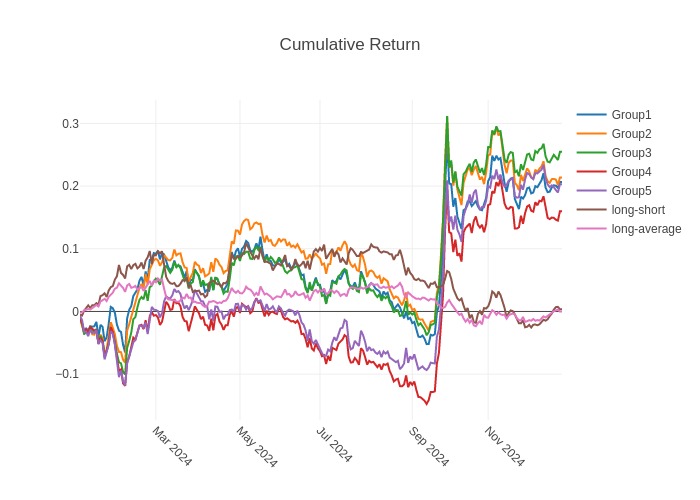 Cumulative Return
0.3
0.2
0.1
0
−0.1
Mar 2024
May 2024
Jul 2024
Sep 2024
Nov 2024
Group1
Group2
Group3
Group4
Group5
long-short
long-average